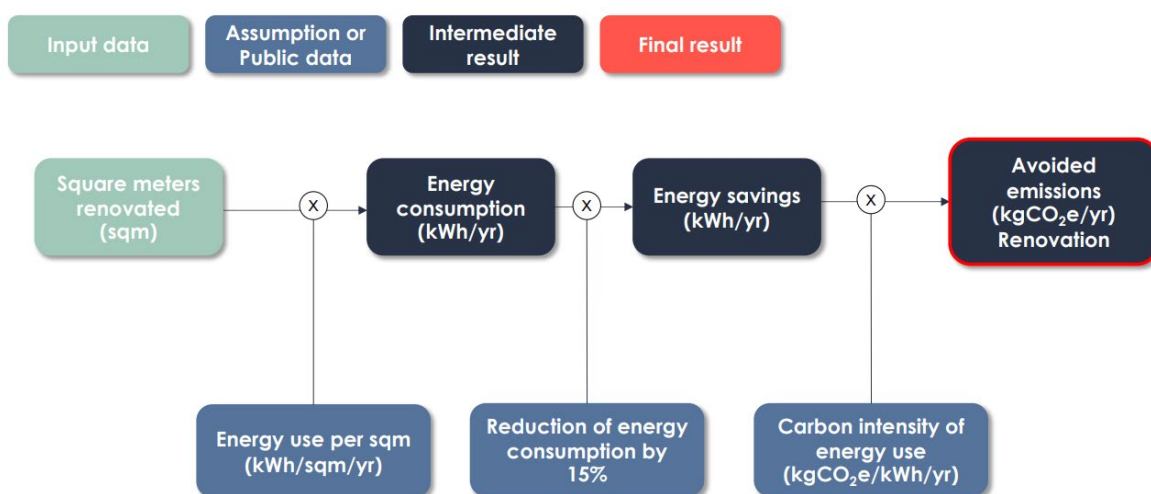 Input data
Assumption or
Public data
Intermediate
result
Final result
Square meters
renovated
(sqm)
X
Energy
consumption
(kWh/yr)
X
Energy savings
(kWh/yr)
X
Avoided
emissions
(kgCO₂e/yr)
Renovation
Energy use per sqm
(kWh/sqm/yr)
Reduction of energy
consumption by
15%
Carbon intensity of
energy use
(kgCO₂e/kWh/yr)